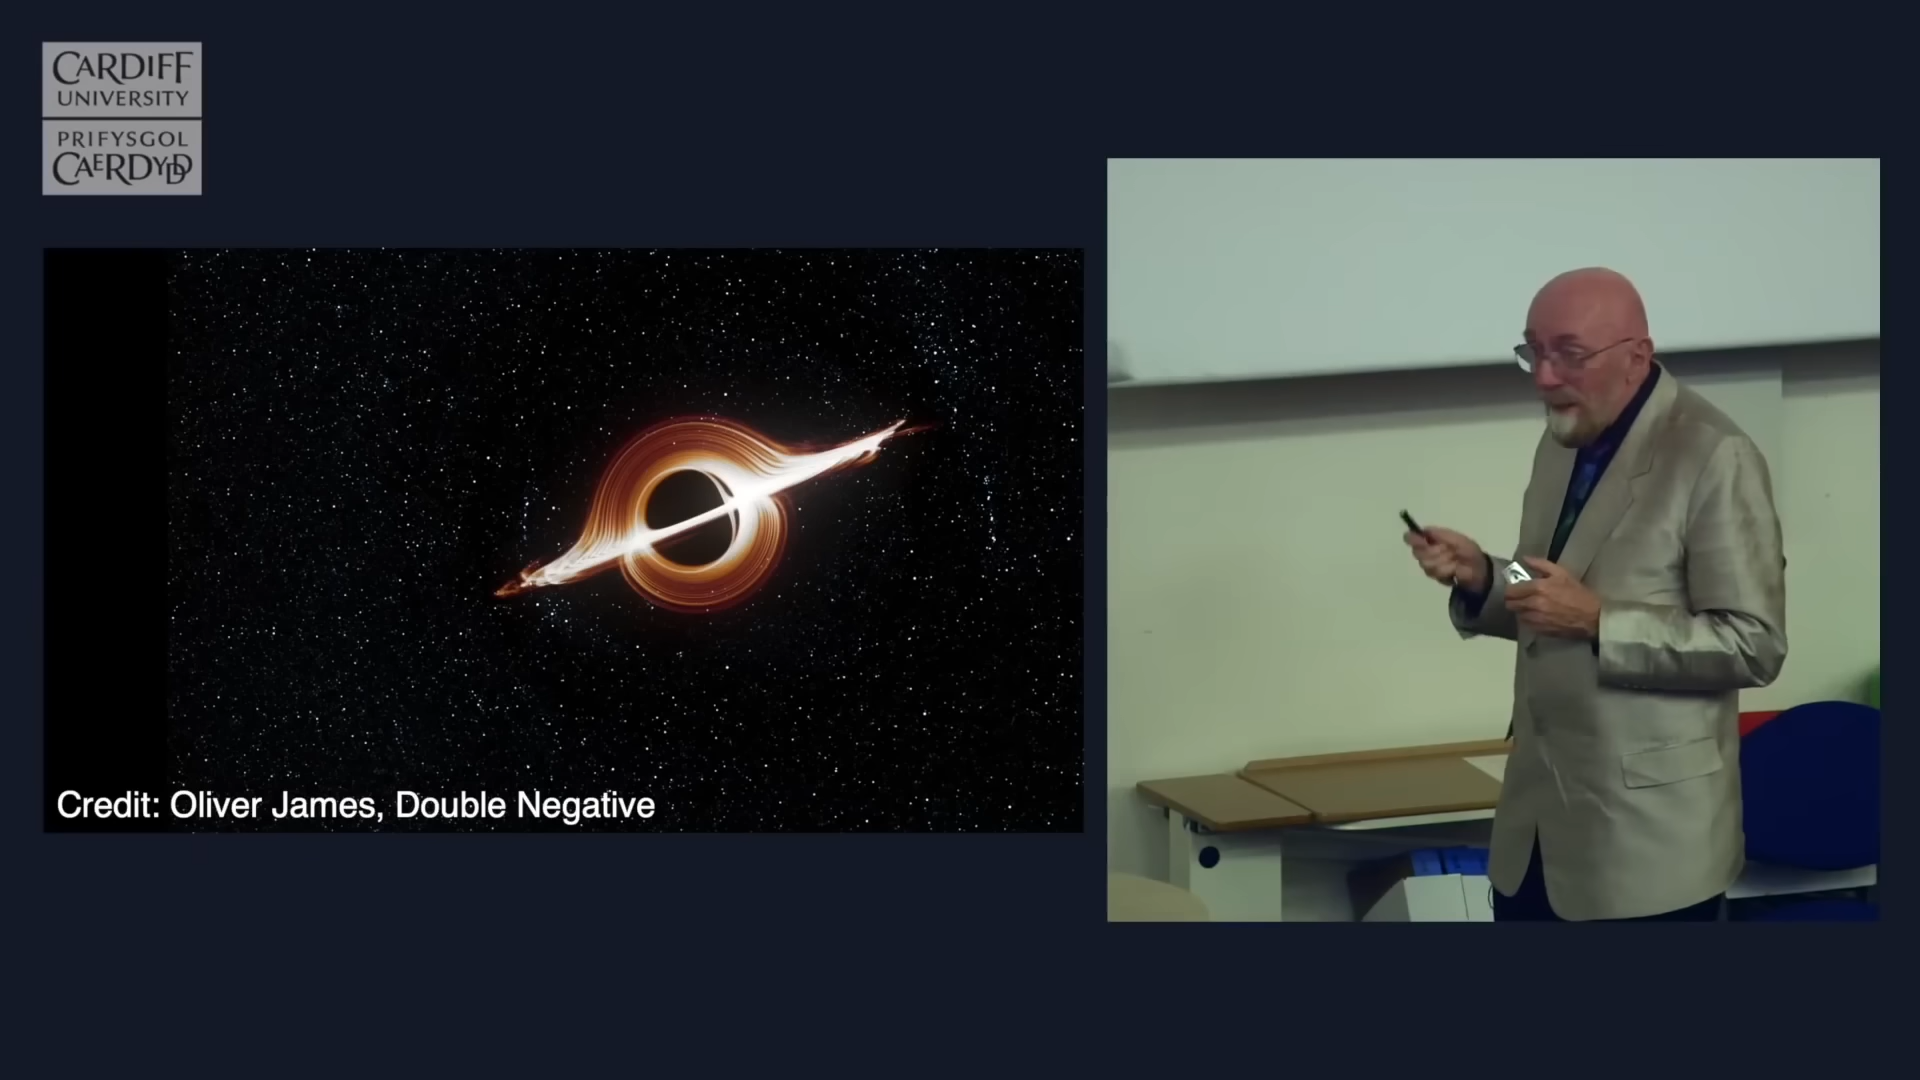 CARDIFF
UNIVERSITY
PRIFYSGOL
CAERDYDD
Credit: Oliver James, Double Negative